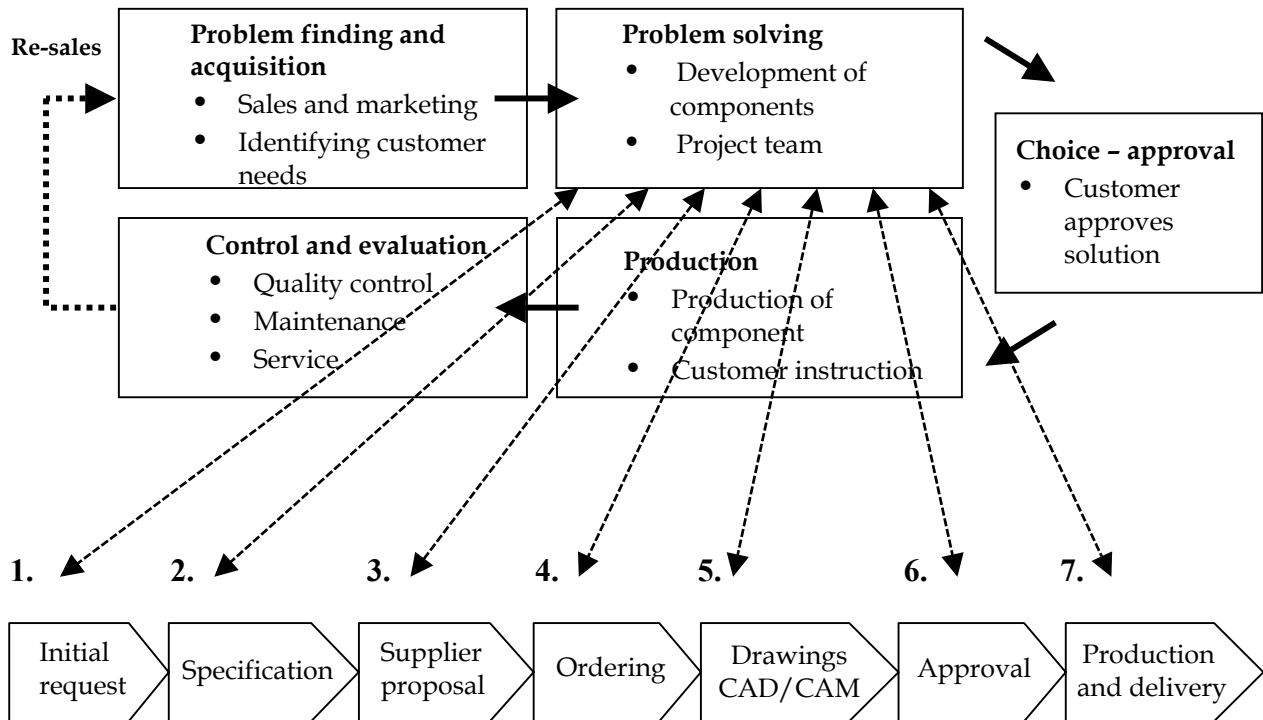 Re-sales
Problem finding and
acquisition
• Sales and marketing
• Identifying customer
needs
Problem solving
• Development of
components
• Project team
Choice – approval
• Customer
approves
solution
Control and evaluation
• Quality control
• Maintenance
• Service
Production
• Production of
component
• Customer instruction
1. 2. 3. 4. 5. 6. 7.
Initial
request
Specification
Supplier
proposal
Ordering
Drawings
CAD/CAM
Approval
Production
and delivery